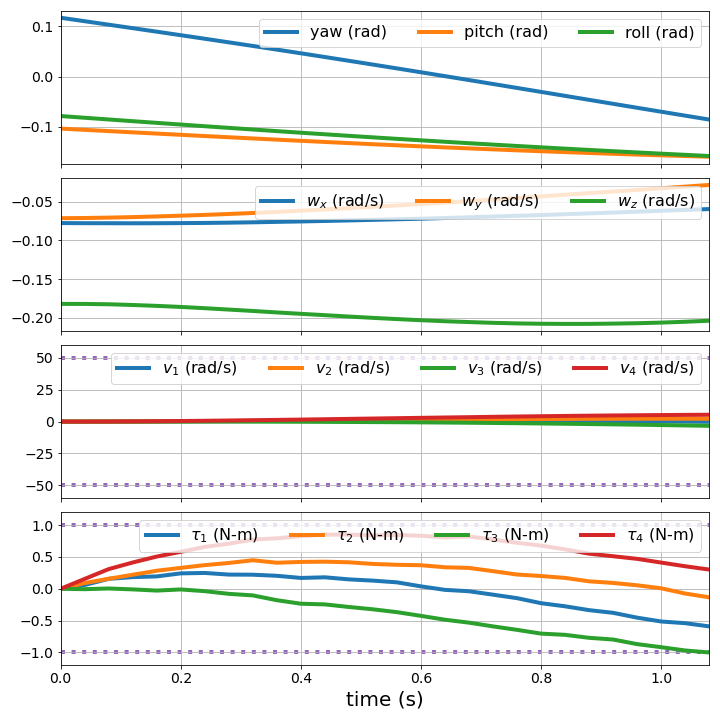 0.1
0.0
−0.1
yaw (rad) pitch (rad) roll (rad)
−0.05
−0.10
−0.15
−0.20
w_x (rad/s) w_y (rad/s) w_z (rad/s)
50
25
0
−25
−50
v_1 (rad/s) v_2 (rad/s) v_3 (rad/s) v_4 (rad/s)
1.0
0.5
0.0
−0.5
−1.0
τ_1 (N-m) τ_2 (N-m) τ_3 (N-m) τ_4 (N-m)
0.0 0.2 0.4 0.6 0.8 1.0
time (s)